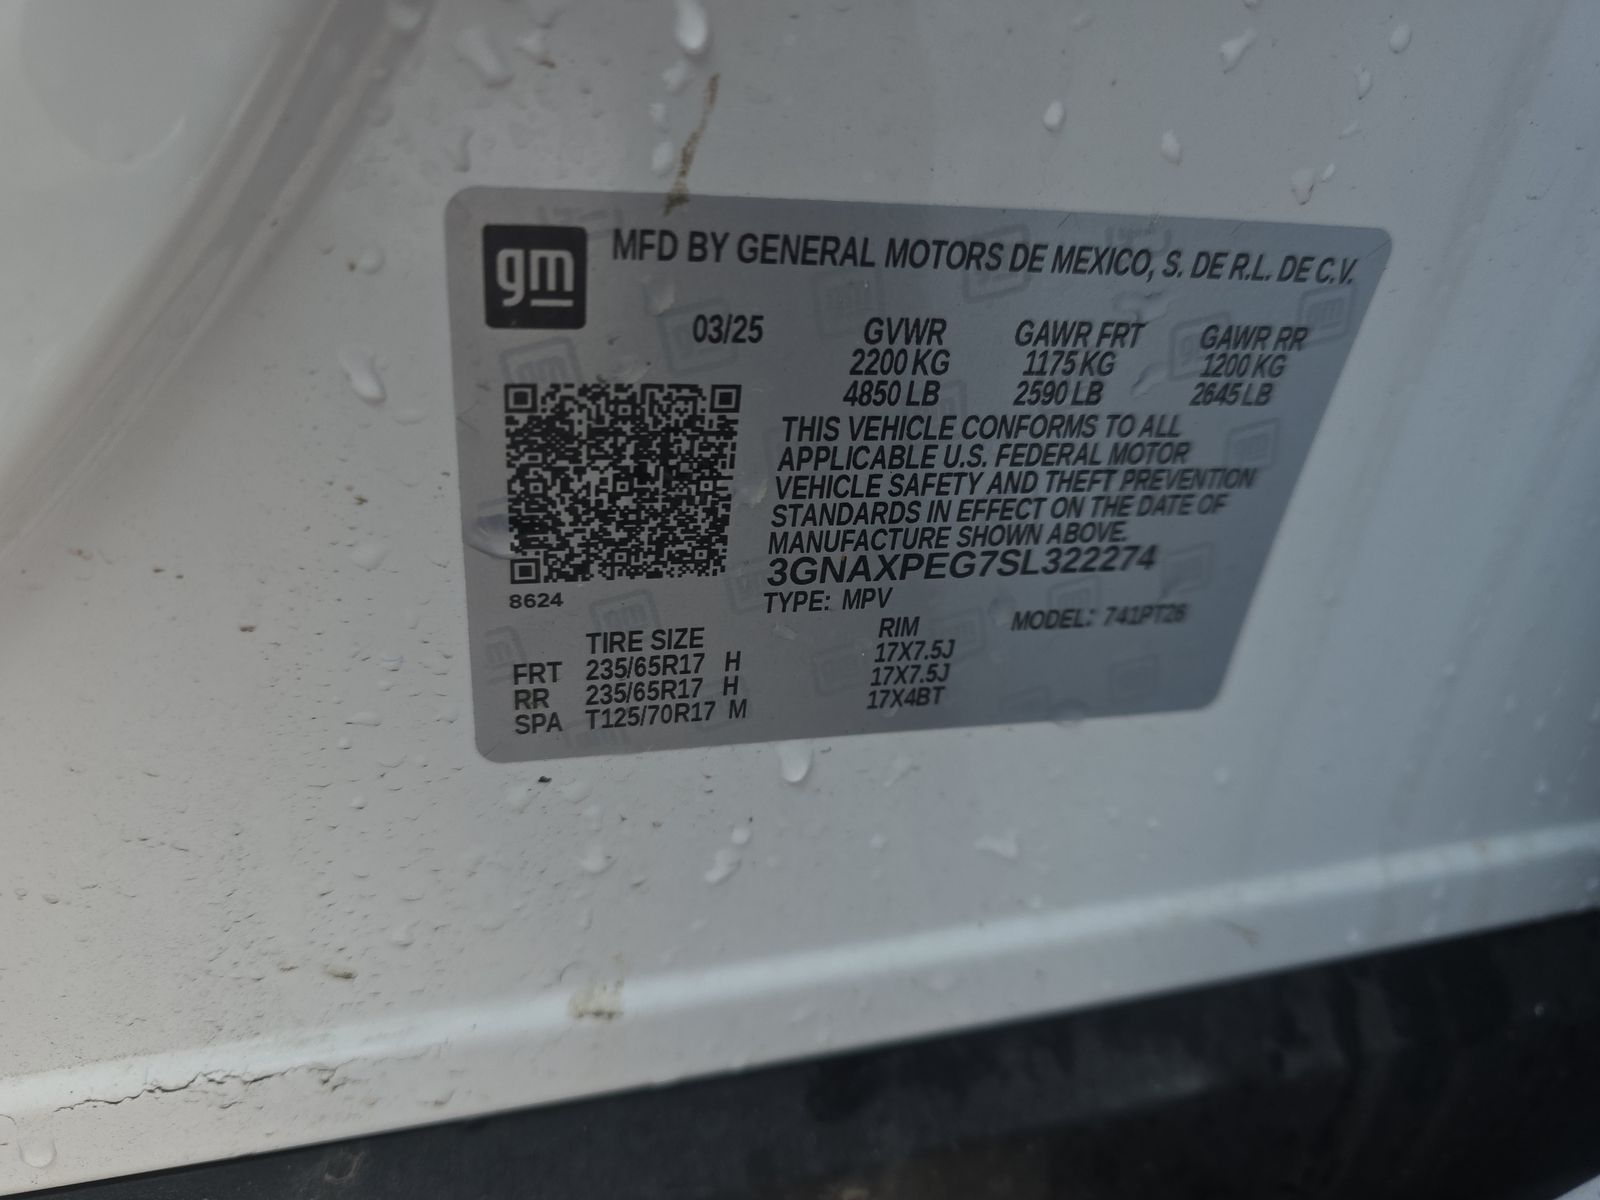 gm
MFD BY GENERAL MOTORS DE MEXICO, S. DE R.L. DE C.V.
03/25 GVWR GAWR FRT GAWR RR
2200 KG 1175 KG 1200 KG
4850 LB 2590 LB 2645 LB
THIS VEHICLE CONFORMS TO ALL
APPLICABLE U.S. FEDERAL MOTOR
VEHICLE SAFETY AND THEFT PREVENTION
STANDARDS IN EFFECT ON THE DATE OF
MANUFACTURE SHOWN ABOVE.
3GNAXPEG7SL322274
8624
TYPE: MPV MODEL: 741PT26
TIRE SIZE RIM
FRT 235/65R17 H 17X7.5J
RR 235/65R17 H 17X7.5J
SPA T125/70R17 M 17X4BT